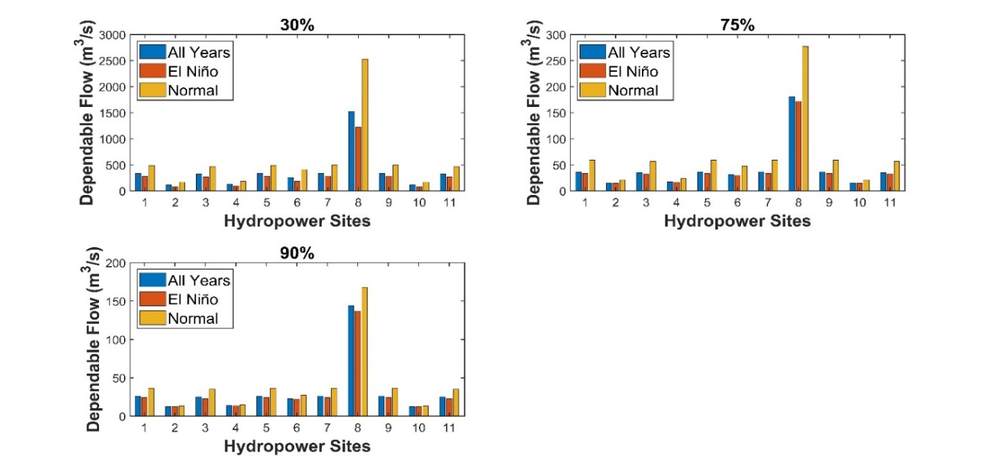 30%
Dependable Flow (m³/s)
3000
2500
2000
1500
1000
500
0
All Years
El Niño
Normal
1 2 3 4 5 6 7 8 9 10 11
Hydropower Sites
75%
Dependable Flow (m³/s)
300
250
200
150
100
50
0
All Years
El Niño
Normal
1 2 3 4 5 6 7 8 9 10 11
Hydropower Sites
90%
Dependable Flow (m³/s)
200
150
100
50
0
All Years
El Niño
Normal
1 2 3 4 5 6 7 8 9 10 11
Hydropower Sites